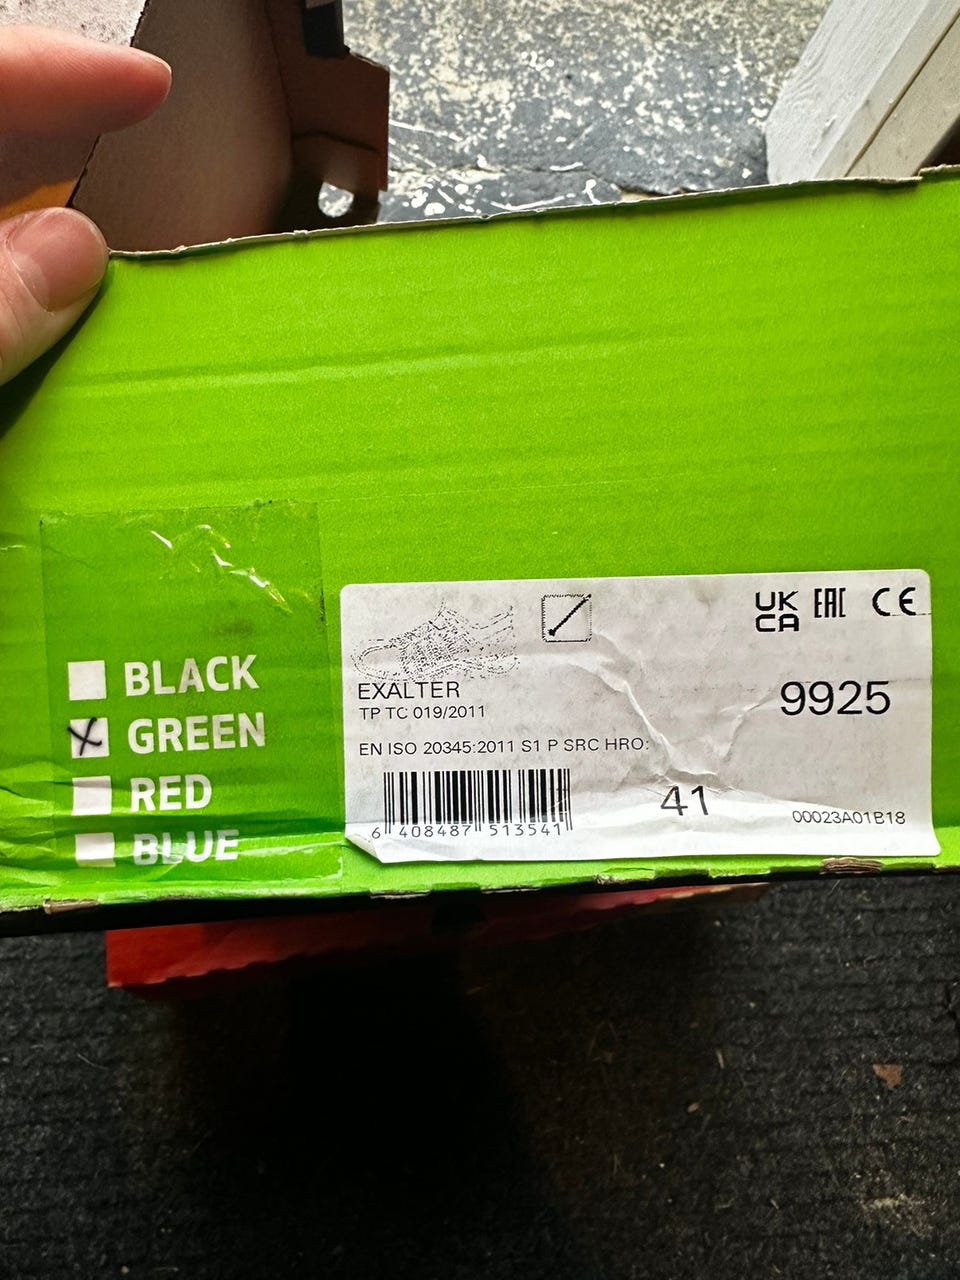 BLACK
GREEN
RED
BLUE
UK
CA
EAC
CE
EXALTER
TP TC 019/2011
9925
EN ISO 20345:2011 S1 P SRC HRO:
6 408487 513541
41
00023A01B18